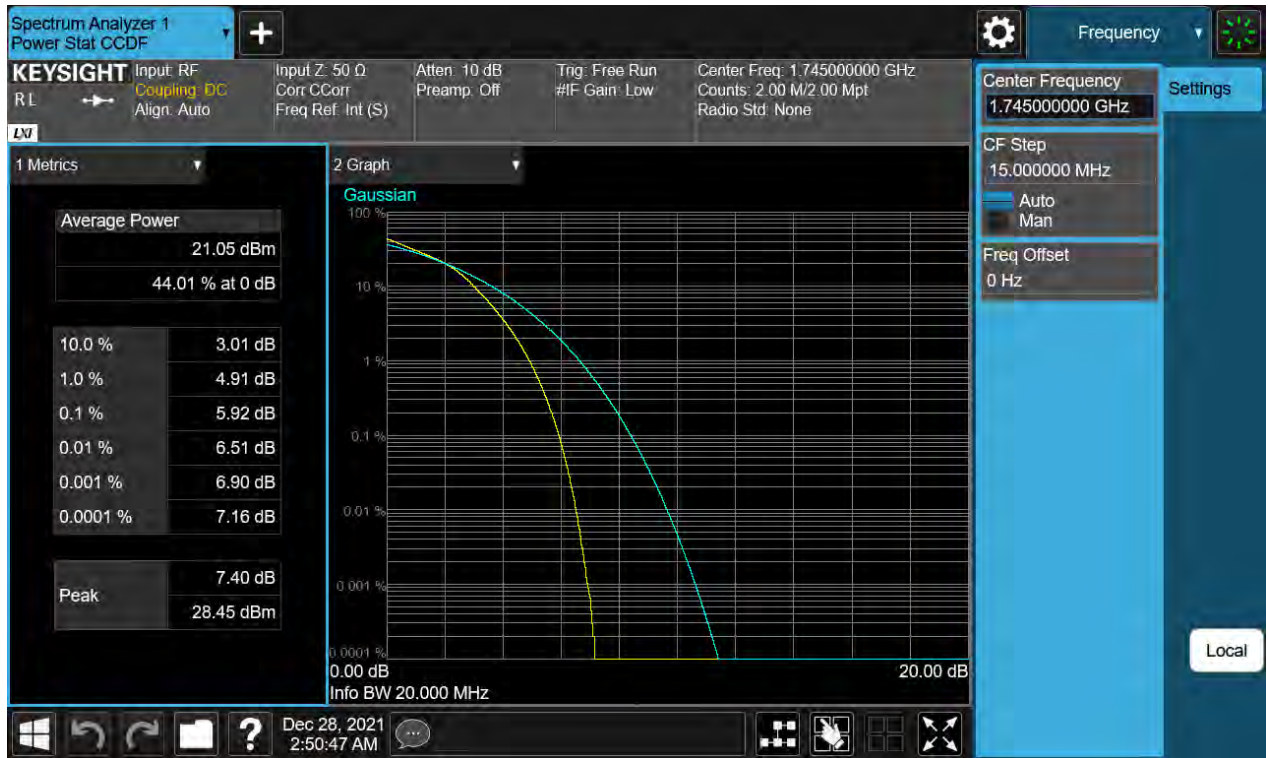 Spectrum Analyzer 1
Power Stat CCDF
+
Frequency
KEYSIGHT
RL
LXI
Input: RF
Coupling: DC
Align: Auto
Input Z: 50 Ω
Corr CCorr
Freq Ref: Int (S)
Atten: 10 dB
Preamp: Off
Trig: Free Run
#IF Gain: Low
Center Freq: 1.745000000 GHz
Counts: 2.00 M/2.00 Mpt
Radio Std: None
1 Metrics
Average Power
21.05 dBm
44.01 % at 0 dB
10.0 % 3.01 dB
1.0 % 4.91 dB
0.1 % 5.92 dB
0.01 % 6.51 dB
0.001 % 6.90 dB
0.0001 % 7.16 dB
Peak
7.40 dB
28.45 dBm
2 Graph
Gaussian
100 %
10 %
1 %
0.1 %
0.01 %
0.001 %
0.0001 %
0.00 dB 20.00 dB
Info BW 20.000 MHz
Center Frequency
1.745000000 GHz
CF Step
15.000000 MHz
Auto
Man
Freq Offset
0 Hz
Settings
Local
?
Dec 28, 2021
2:50:47 AM